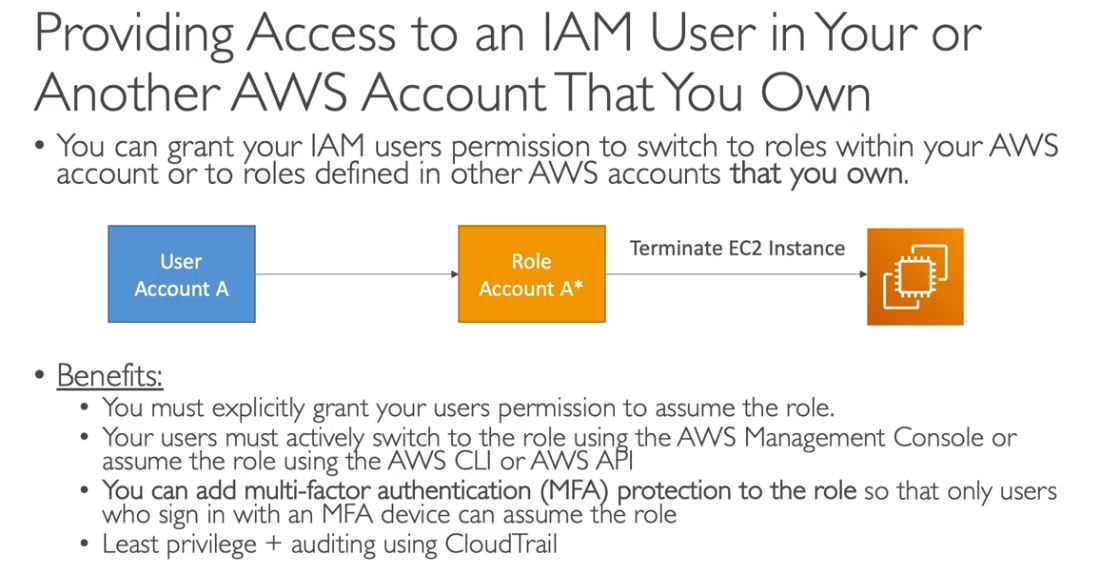 Providing Access to an IAM User in Your or
Another AWS Account That You Own
• You can grant your IAM users permission to switch to roles within your AWS
account or to roles defined in other AWS accounts that you own.
User
Account A
Role
Account A*
Terminate EC2 Instance
• Benefits:
• You must explicitly grant your users permission to assume the role.
• Your users must actively switch to the role using the AWS Management Console or
assume the role using the AWS CLI or AWS API
• You can add multi-factor authentication (MFA) protection to the role so that only users
who sign in with an MFA device can assume the role
• Least privilege + auditing using CloudTrail